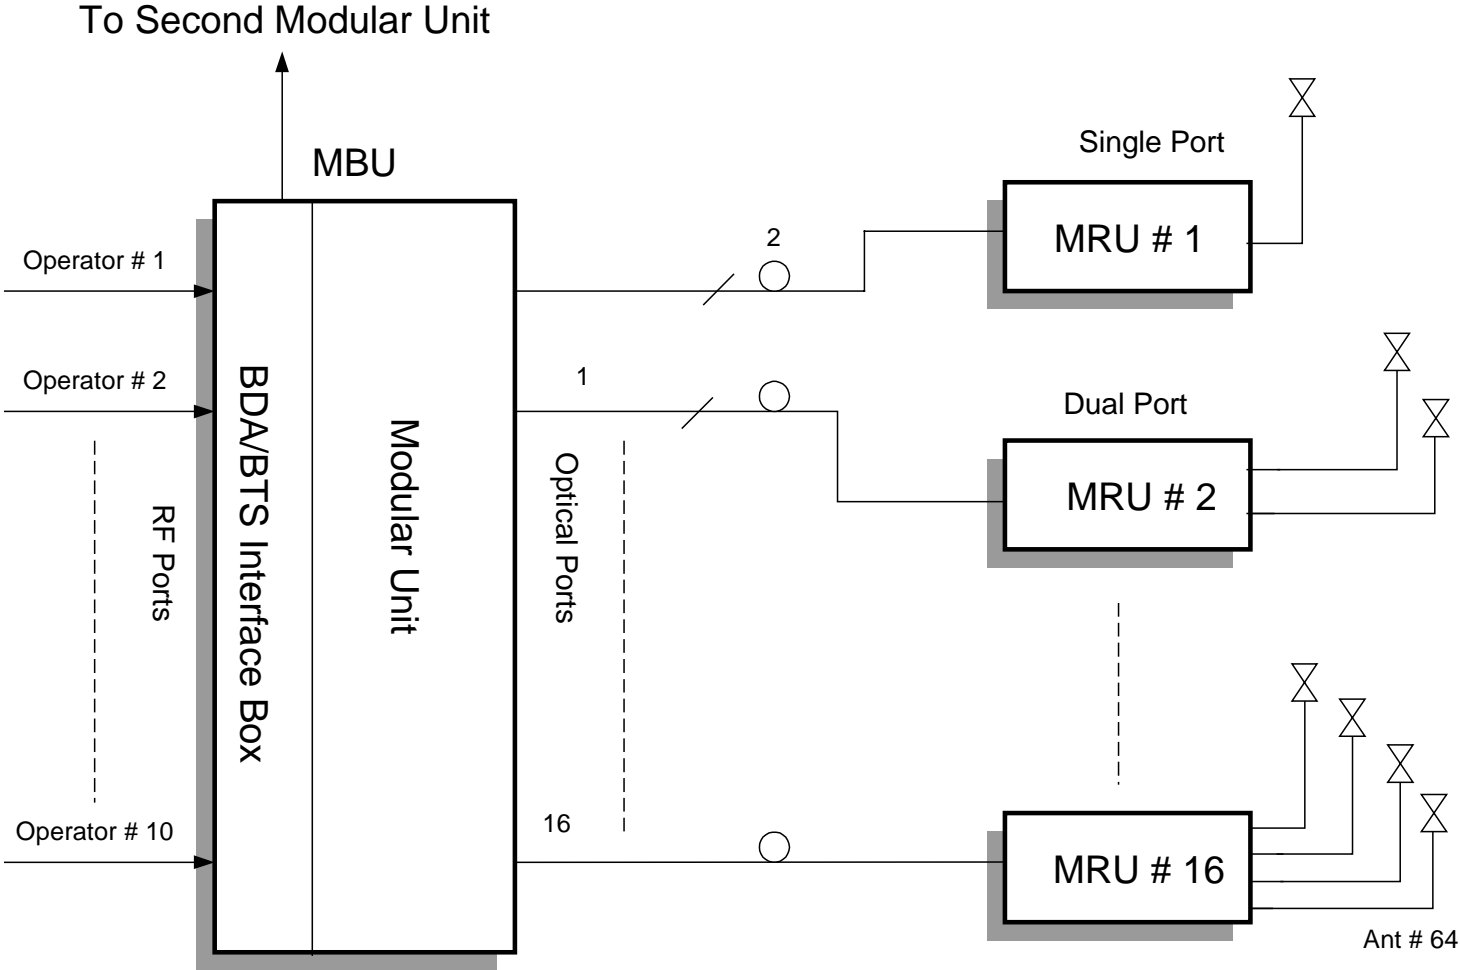 To Second Modular Unit
MBU
Single Port
2
MRU # 1
Operator # 1
Operator # 2
1
Dual Port
BDA/BTS Interface Box
Modular Unit
Optical Ports
RF Ports
MRU # 2
Operator # 10
16
MRU # 16
Ant # 64